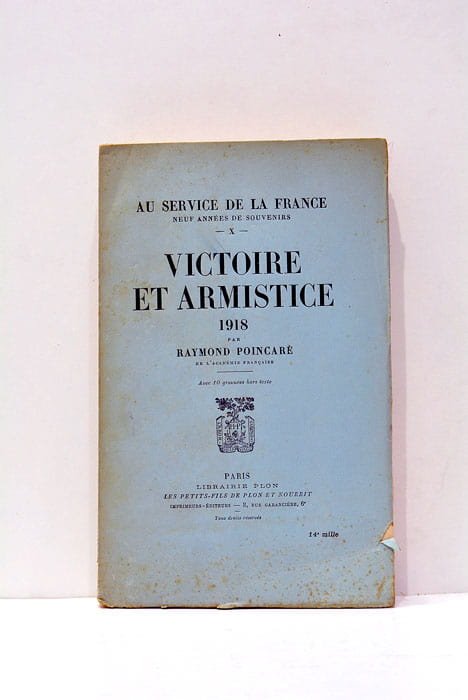 AU SERVICE DE LA FRANCE
NEUF ANNÉES DE SOUVENIRS
— X —
VICTOIRE
ET ARMISTICE
1918
PAR
RAYMOND POINCARÉ
DE L'ACADÉMIE FRANÇAISE
Avec 10 gravures hors texte
PARIS
LIBRAIRIE PLON
LES PETITS-FILS DE PLON ET NOURRIT
IMPRIMEURS-ÉDITEURS — 8, RUE GARANCIÈRE, 6ᵉ
Tous droits réservés
14ᵉ mille